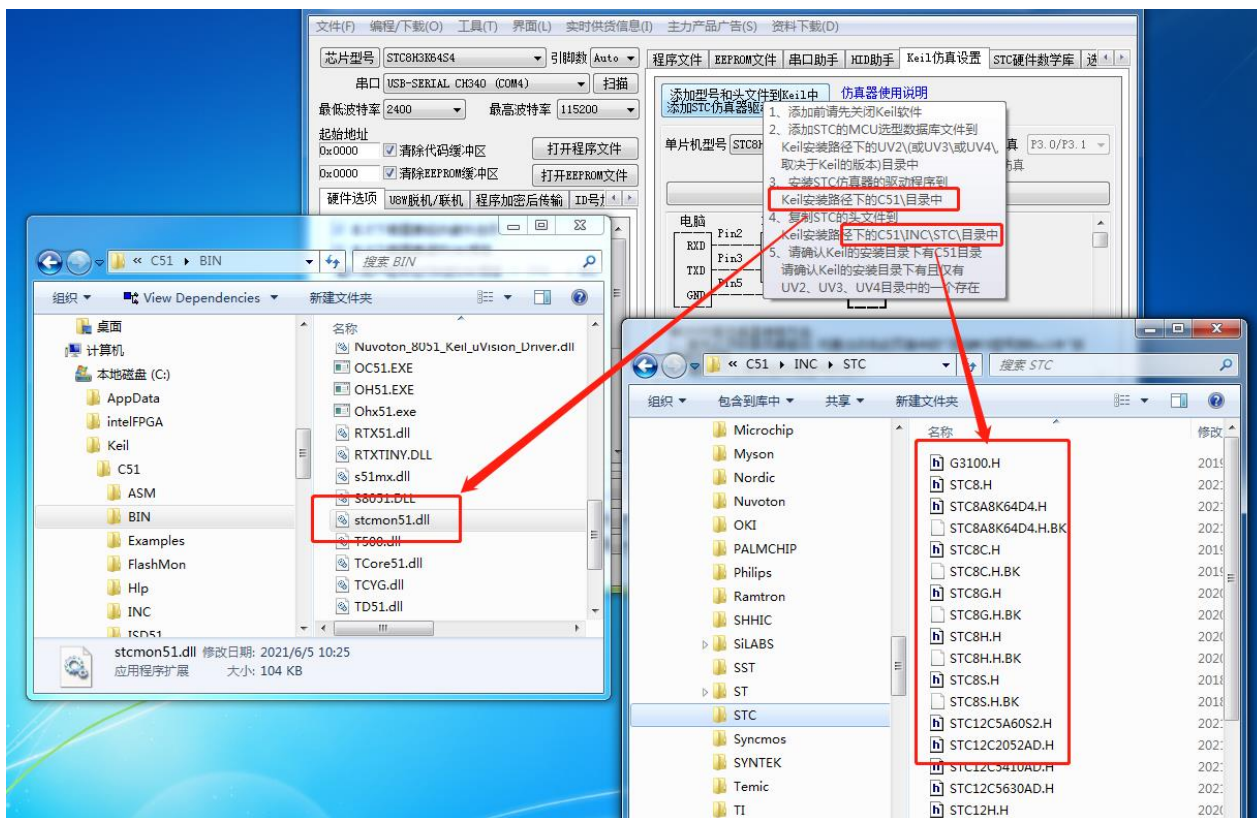 文件(F) 编程/下载(O) 工具(T) 界面(L) 实时供货信息(I) 主力产品广告(S) 资料下载(D)
芯片型号 STC8H3K64S4 引脚数 Auto
串口 USB-SERIAL CH340 (COM4) 扫描
最低波特率 2400 最高波特率 115200
起始地址
0x0000 清除代码缓冲区 打开程序文件
0x0000 清除EEPROM缓冲区 打开EEPROM文件
硬件选项 U8W脱机/联机 程序加密后传输 ID号
程序文件 EEPROM文件 串口助手 HID助手 Keil仿真设置 STC硬件数学库 选
添加型号和头文件到Keil中 仿真器使用说明
添加STC仿真器驱
单片机型号 STC8H P3.0/P3.1
1、添加前请先关闭Keil软件
2、添加STC的MCU选型数据库文件到
Keil安装路径下的UV2\(或UV3\或UV4\,
取决于Keil的版本)目录中
3、安装STC仿真器的驱动程序到
Keil安装路径下的C51\目录中
4、复制STC的头文件到
Keil安装路径下的C51\INC\STC\目录中
5、请确认Keil的安装目录下有C51目录
请确认Keil的安装目录下有且仅有
UV2、UV3、UV4目录中的一个存在
电脑
RXD Pin2
TXD Pin3
GND Pin5
« C51 BIN 搜索 BIN
组织 View Dependencies 新建文件夹
桌面
计算机
本地磁盘 (C:)
AppData
intelFPGA
Keil
C51
ASM
BIN
Examples
FlashMon
Hlp
INC
ISD51
名称
Nuvoton_8051_Keil_uVision_Driver.dll
OC51.EXE
OH51.EXE
Ohx51.exe
RTX51.dll
RTXTINY.DLL
s51mx.dll
S8051.DLL
stcmon51.dll
T500.dll
TCore51.dll
TCYG.dll
TD51.dll
stcmon51.dll 修改日期: 2021/6/5 10:25
应用程序扩展 大小: 104 KB
« C51 INC STC 搜索 STC
组织 包含到库中 共享 新建文件夹
Microchip
Myson
Nordic
Nuvoton
OKI
PALMCHIP
Philips
Ramtron
SHHIC
SiLABS
SST
ST
STC
Syncmos
SYNTEK
Temic
TI
名称 修改
G3100.H 2019
STC8.H 202
STC8A8K64D4.H 202
STC8A8K64D4.H.BK 202
STC8C.H 2019
STC8C.H.BK 2019
STC8G.H 2020
STC8G.H.BK 2020
STC8H.H 2020
STC8H.H.BK 2020
STC8S.H 2018
STC8S.H.BK 2018
STC12C5A60S2.H 202
STC12C2052AD.H 202
STC12C5410AD.H 202
STC12C5630AD.H 202
STC12H.H 2020